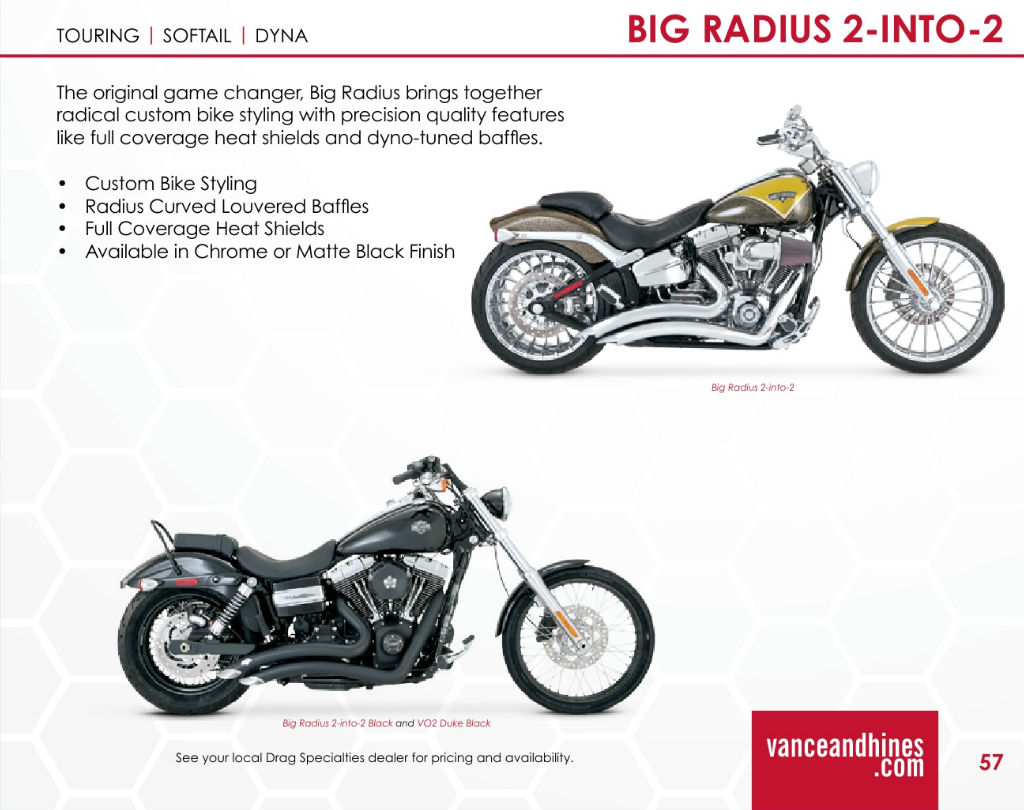 TOURING | SOFTAIL | DYNA
BIG RADIUS 2-INTO-2
The original game changer, Big Radius brings together
radical custom bike styling with precision quality features
like full coverage heat shields and dyno-tuned baffles.
• Custom Bike Styling
• Radius Curved Louvered Baffles
• Full Coverage Heat Shields
• Available in Chrome or Matte Black Finish
Big Radius 2-into-2
Big Radius 2-into-2 Black and VO2 Duke Black
See your local Drag Specialties dealer for pricing and availability.
vanceandhines
.com
57